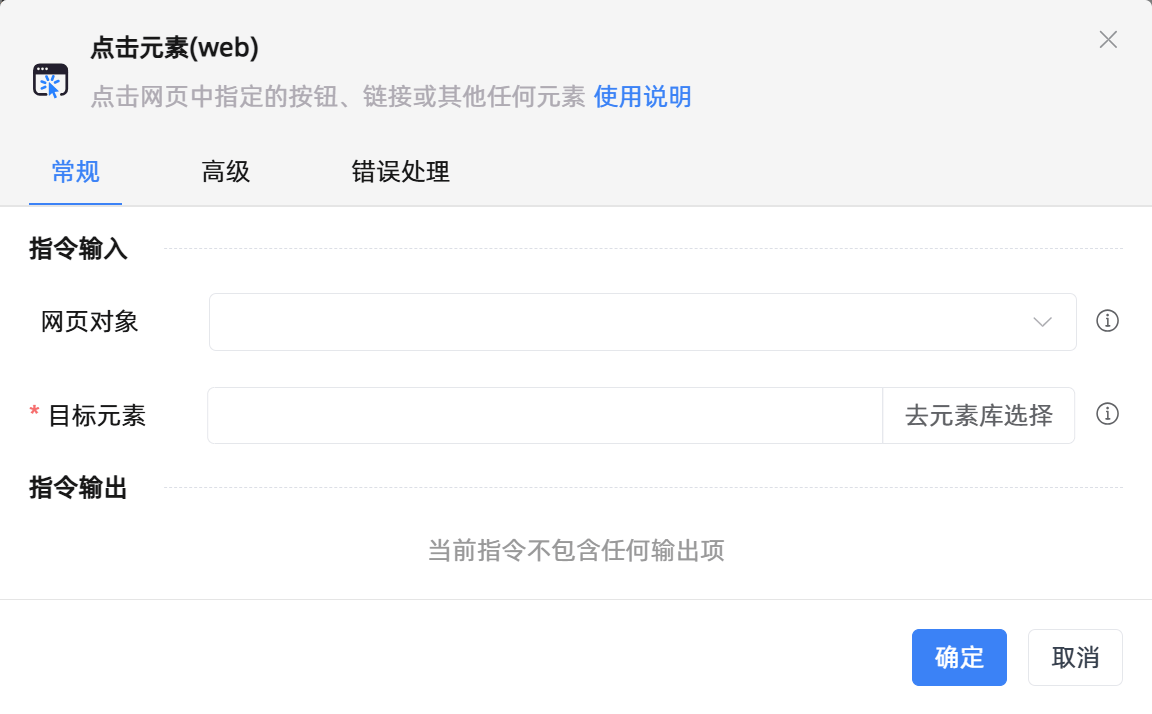 点击元素(web)
点击网页中指定的按钮、链接或其他任何元素 使用说明
常规 高级 错误处理
指令输入
网页对象
* 目标元素 去元素库选择
指令输出
当前指令不包含任何输出项
确定 取消